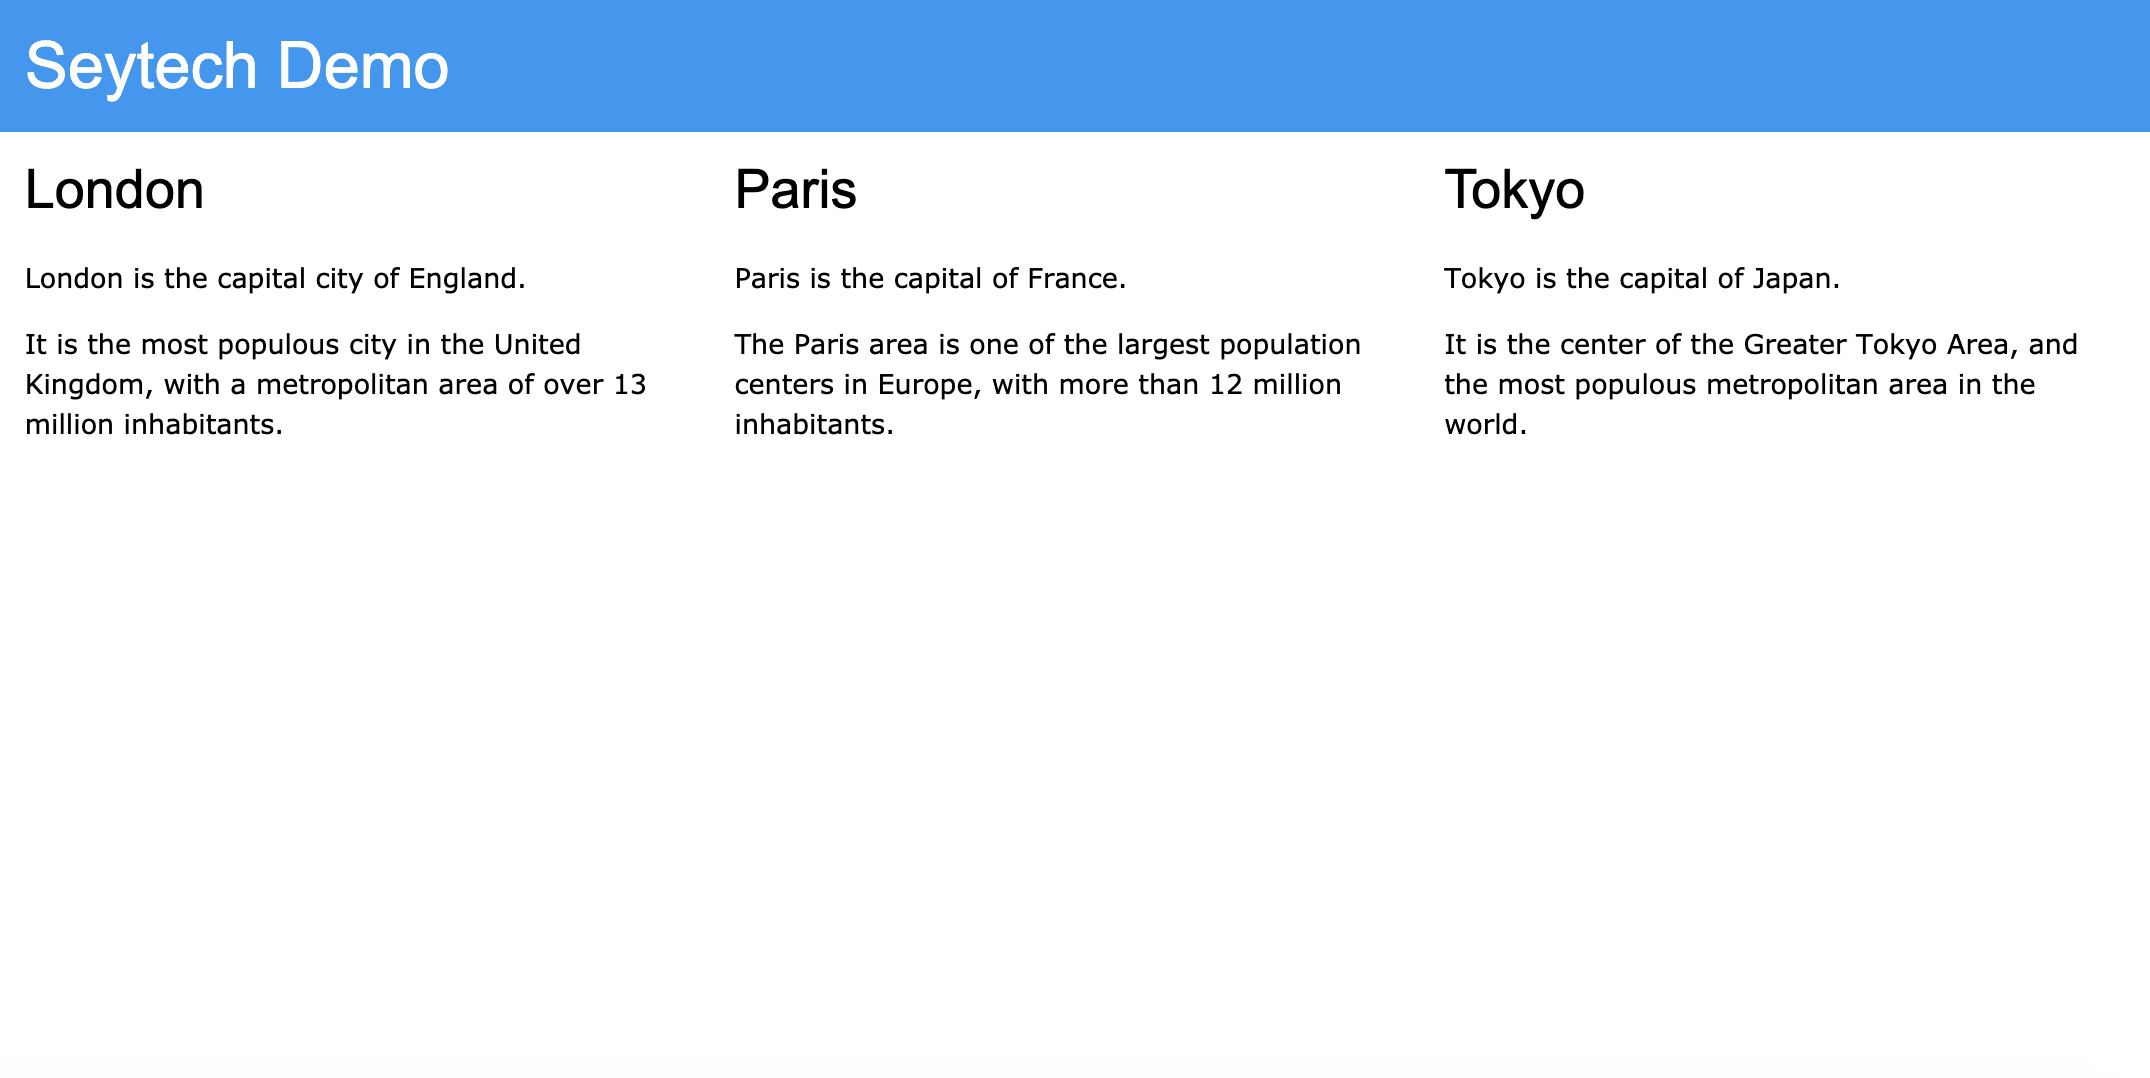 Seytech Demo
London
London is the capital city of England.
It is the most populous city in the United
Kingdom, with a metropolitan area of over 13
million inhabitants.
Paris
Paris is the capital of France.
The Paris area is one of the largest population
centers in Europe, with more than 12 million
inhabitants.
Tokyo
Tokyo is the capital of Japan.
It is the center of the Greater Tokyo Area, and
the most populous metropolitan area in the
world.